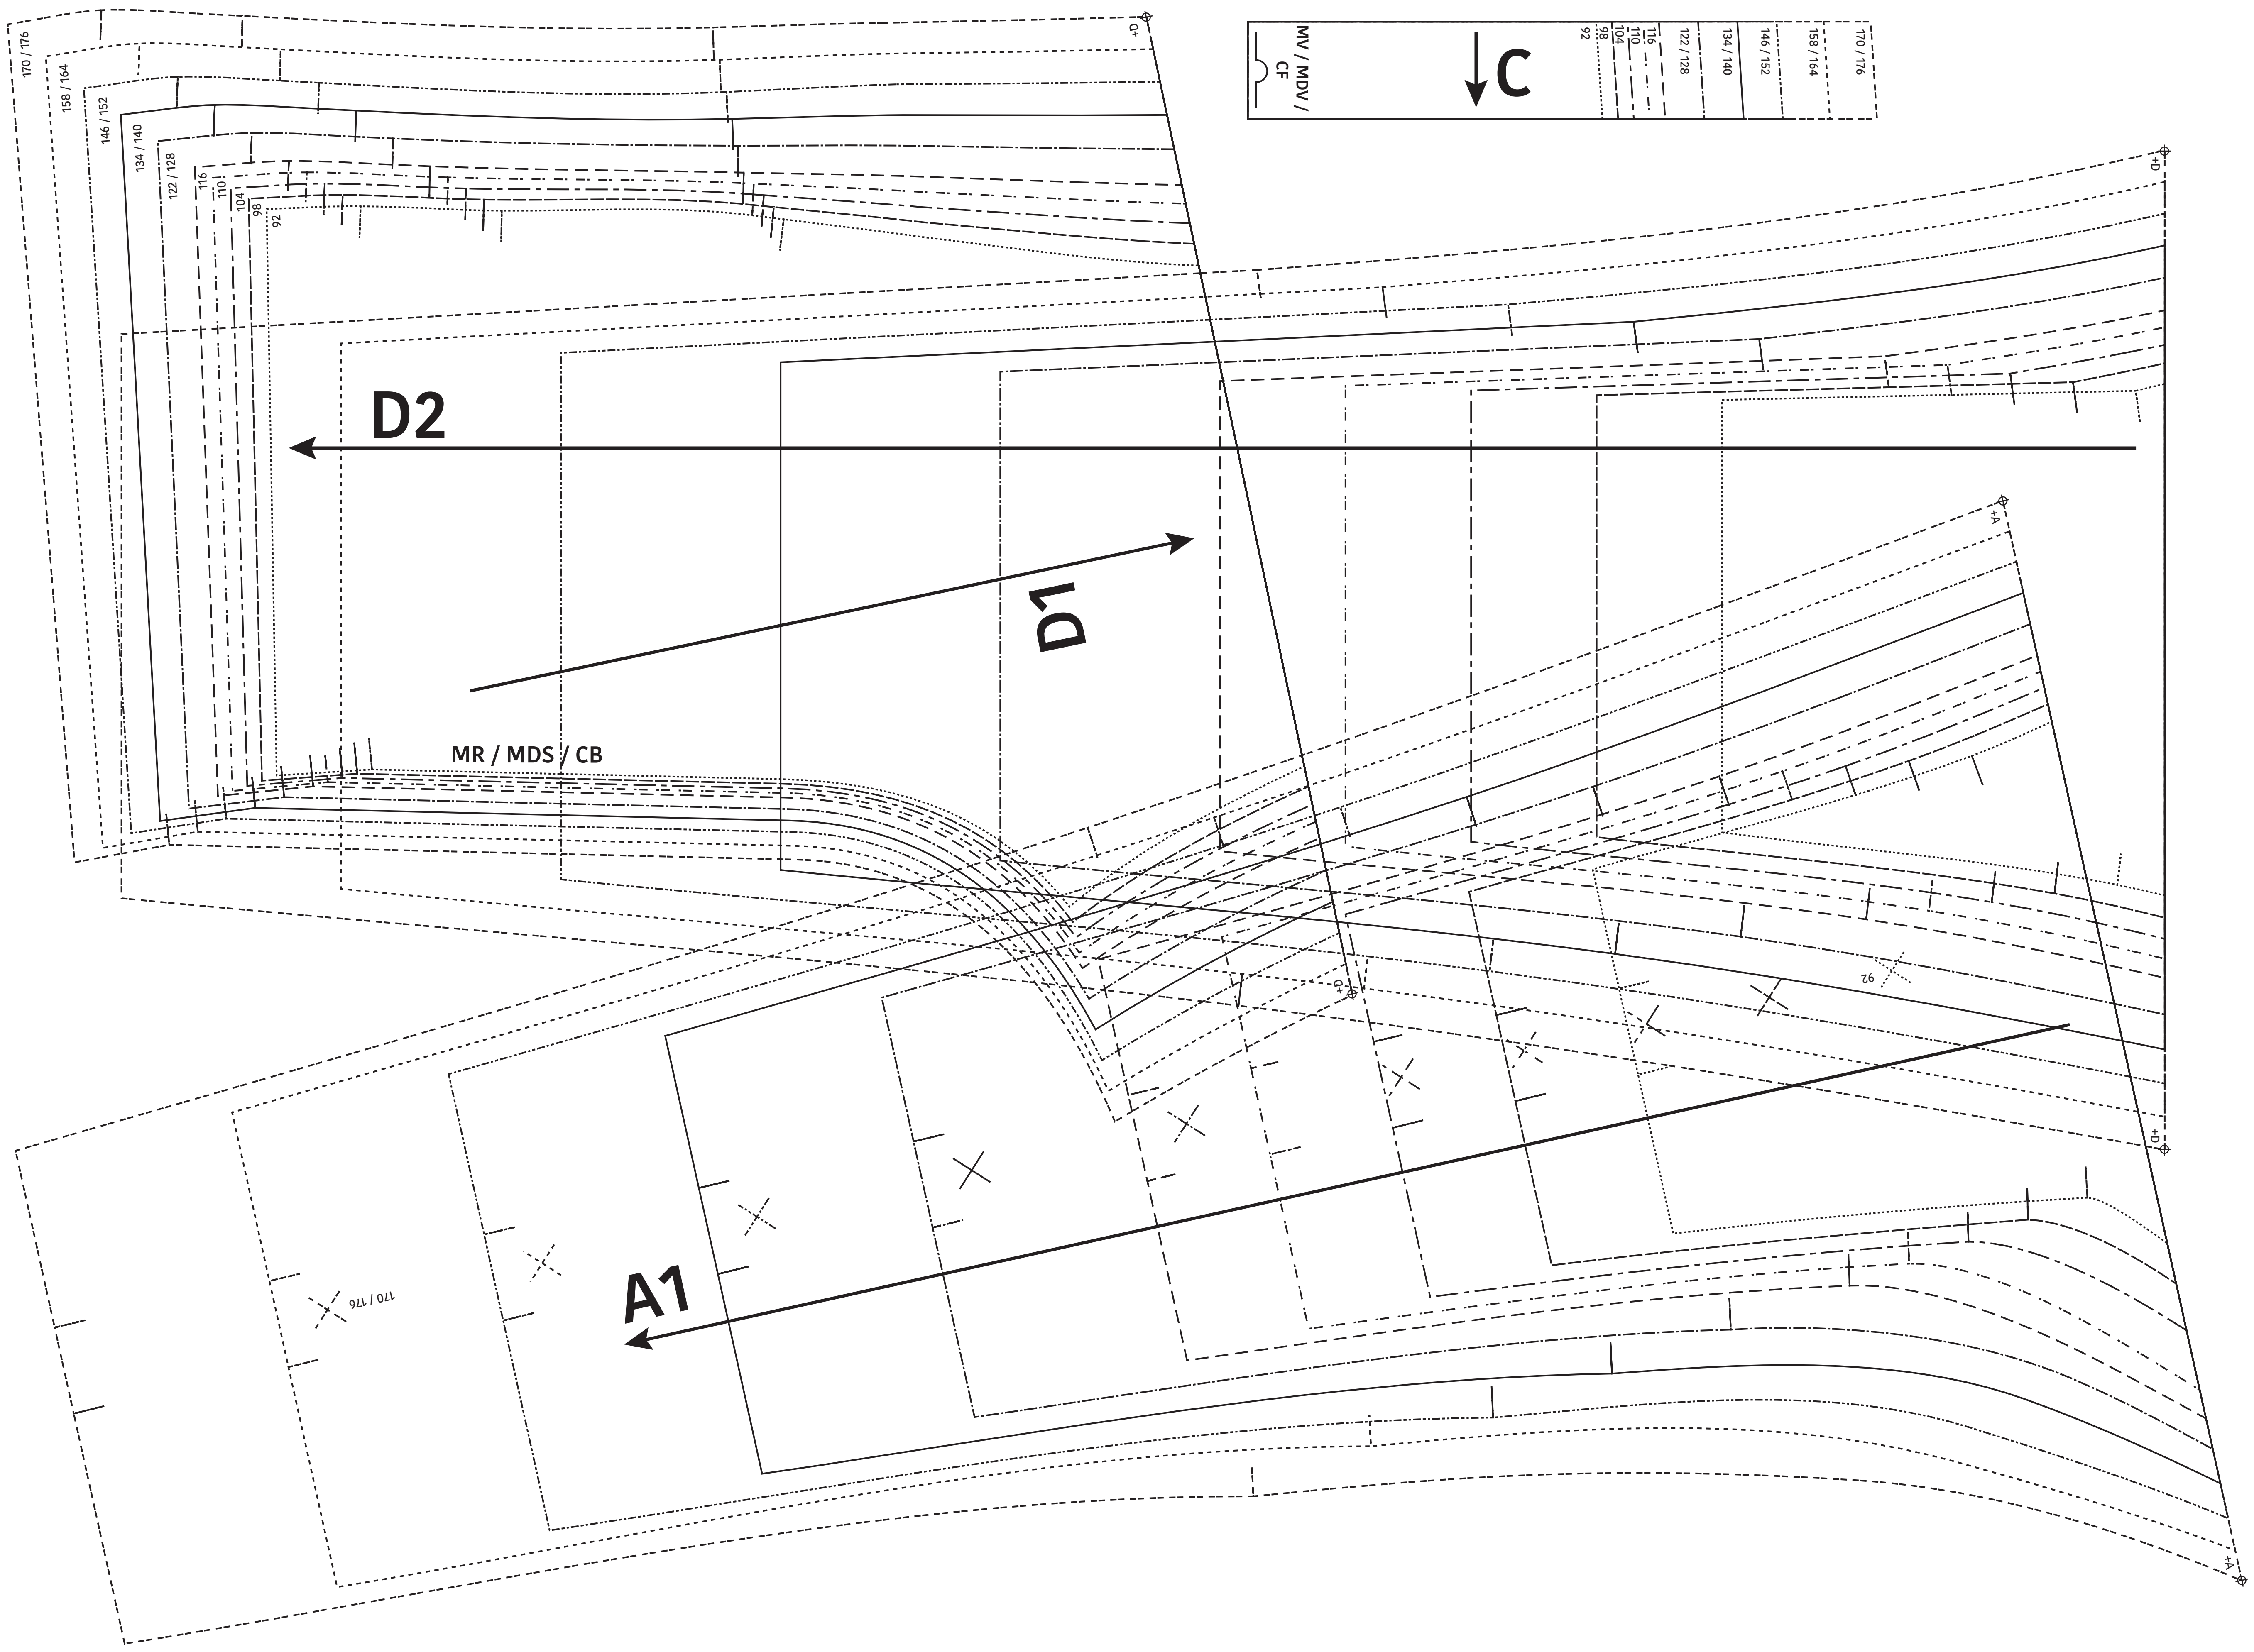 170 / 176
158 / 164
146 / 152
134 / 140
122 / 128
116
110
104
98
92
+D
MV / MDV /
CF
C
92
98
104
110
116
122 / 128
134 / 140
146 / 152
158 / 164
170 / 176
+D
D2
+A
D1
MR / MDS / CB
92
+D
+D
A1
170 / 176
+A